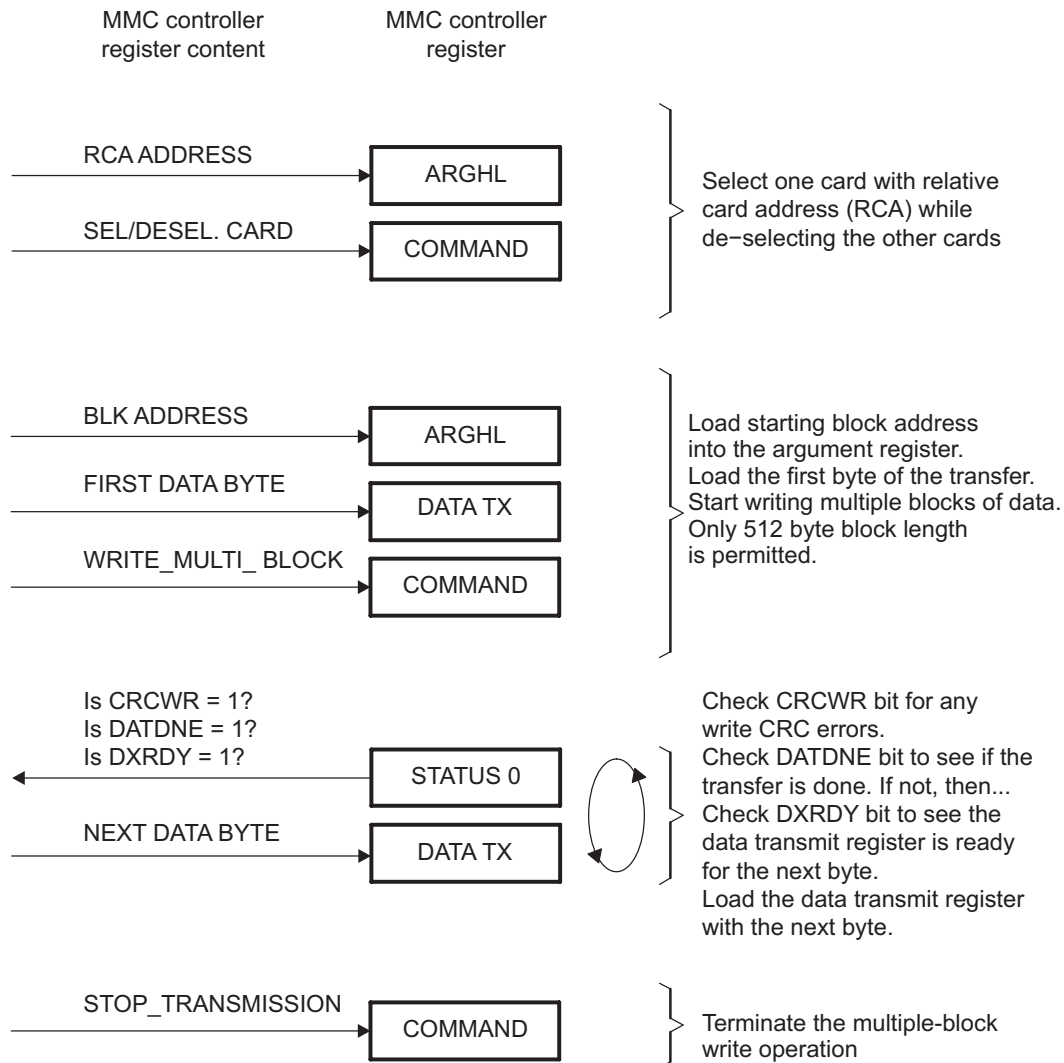 MMC controller
register content
MMC controller
register
RCA ADDRESS
ARGHL
SEL/DESEL. CARD
COMMAND
Select one card with relative
card address (RCA) while
de−selecting the other cards
BLK ADDRESS
ARGHL
FIRST DATA BYTE
DATA TX
WRITE_MULTI_ BLOCK
COMMAND
Load starting block address
into the argument register.
Load the first byte of the transfer.
Start writing multiple blocks of data.
Only 512 byte block length
is permitted.
Is CRCWR = 1?
Is DATDNE = 1?
Is DXRDY = 1?
STATUS 0
NEXT DATA BYTE
DATA TX
Check CRCWR bit for any
write CRC errors.
Check DATDNE bit to see if the
transfer is done. If not, then...
Check DXRDY bit to see the
data transmit register is ready
for the next byte.
Load the data transmit register
with the next byte.
STOP_TRANSMISSION
COMMAND
Terminate the multiple-block
write operation